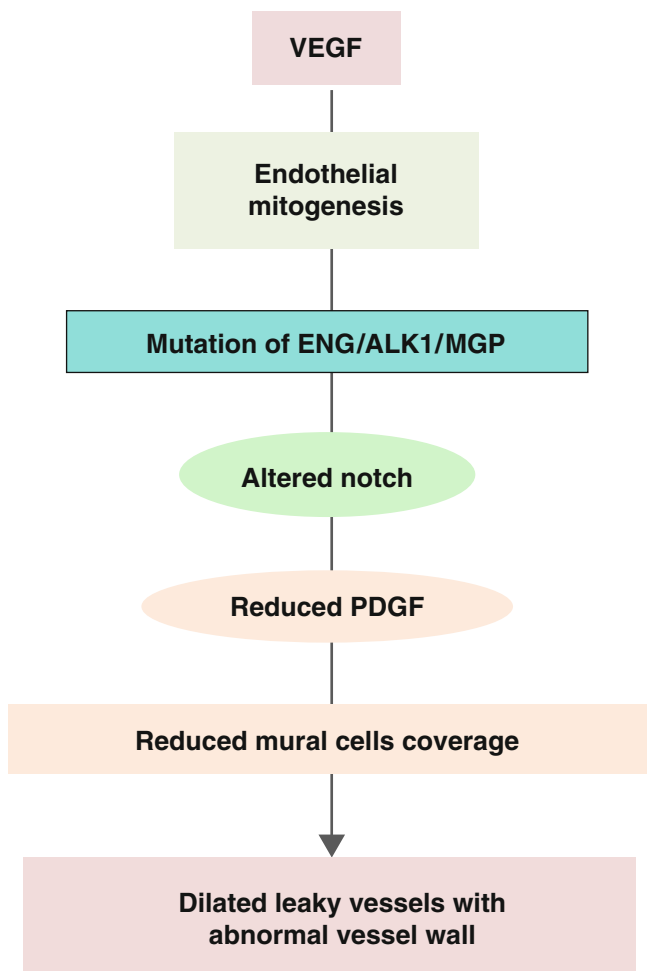 VEGF
Endothelial
mitogenesis
Mutation of ENG/ALK1/MGP
Altered notch
Reduced PDGF
Reduced mural cells coverage
Dilated leaky vessels with
abnormal vessel wall